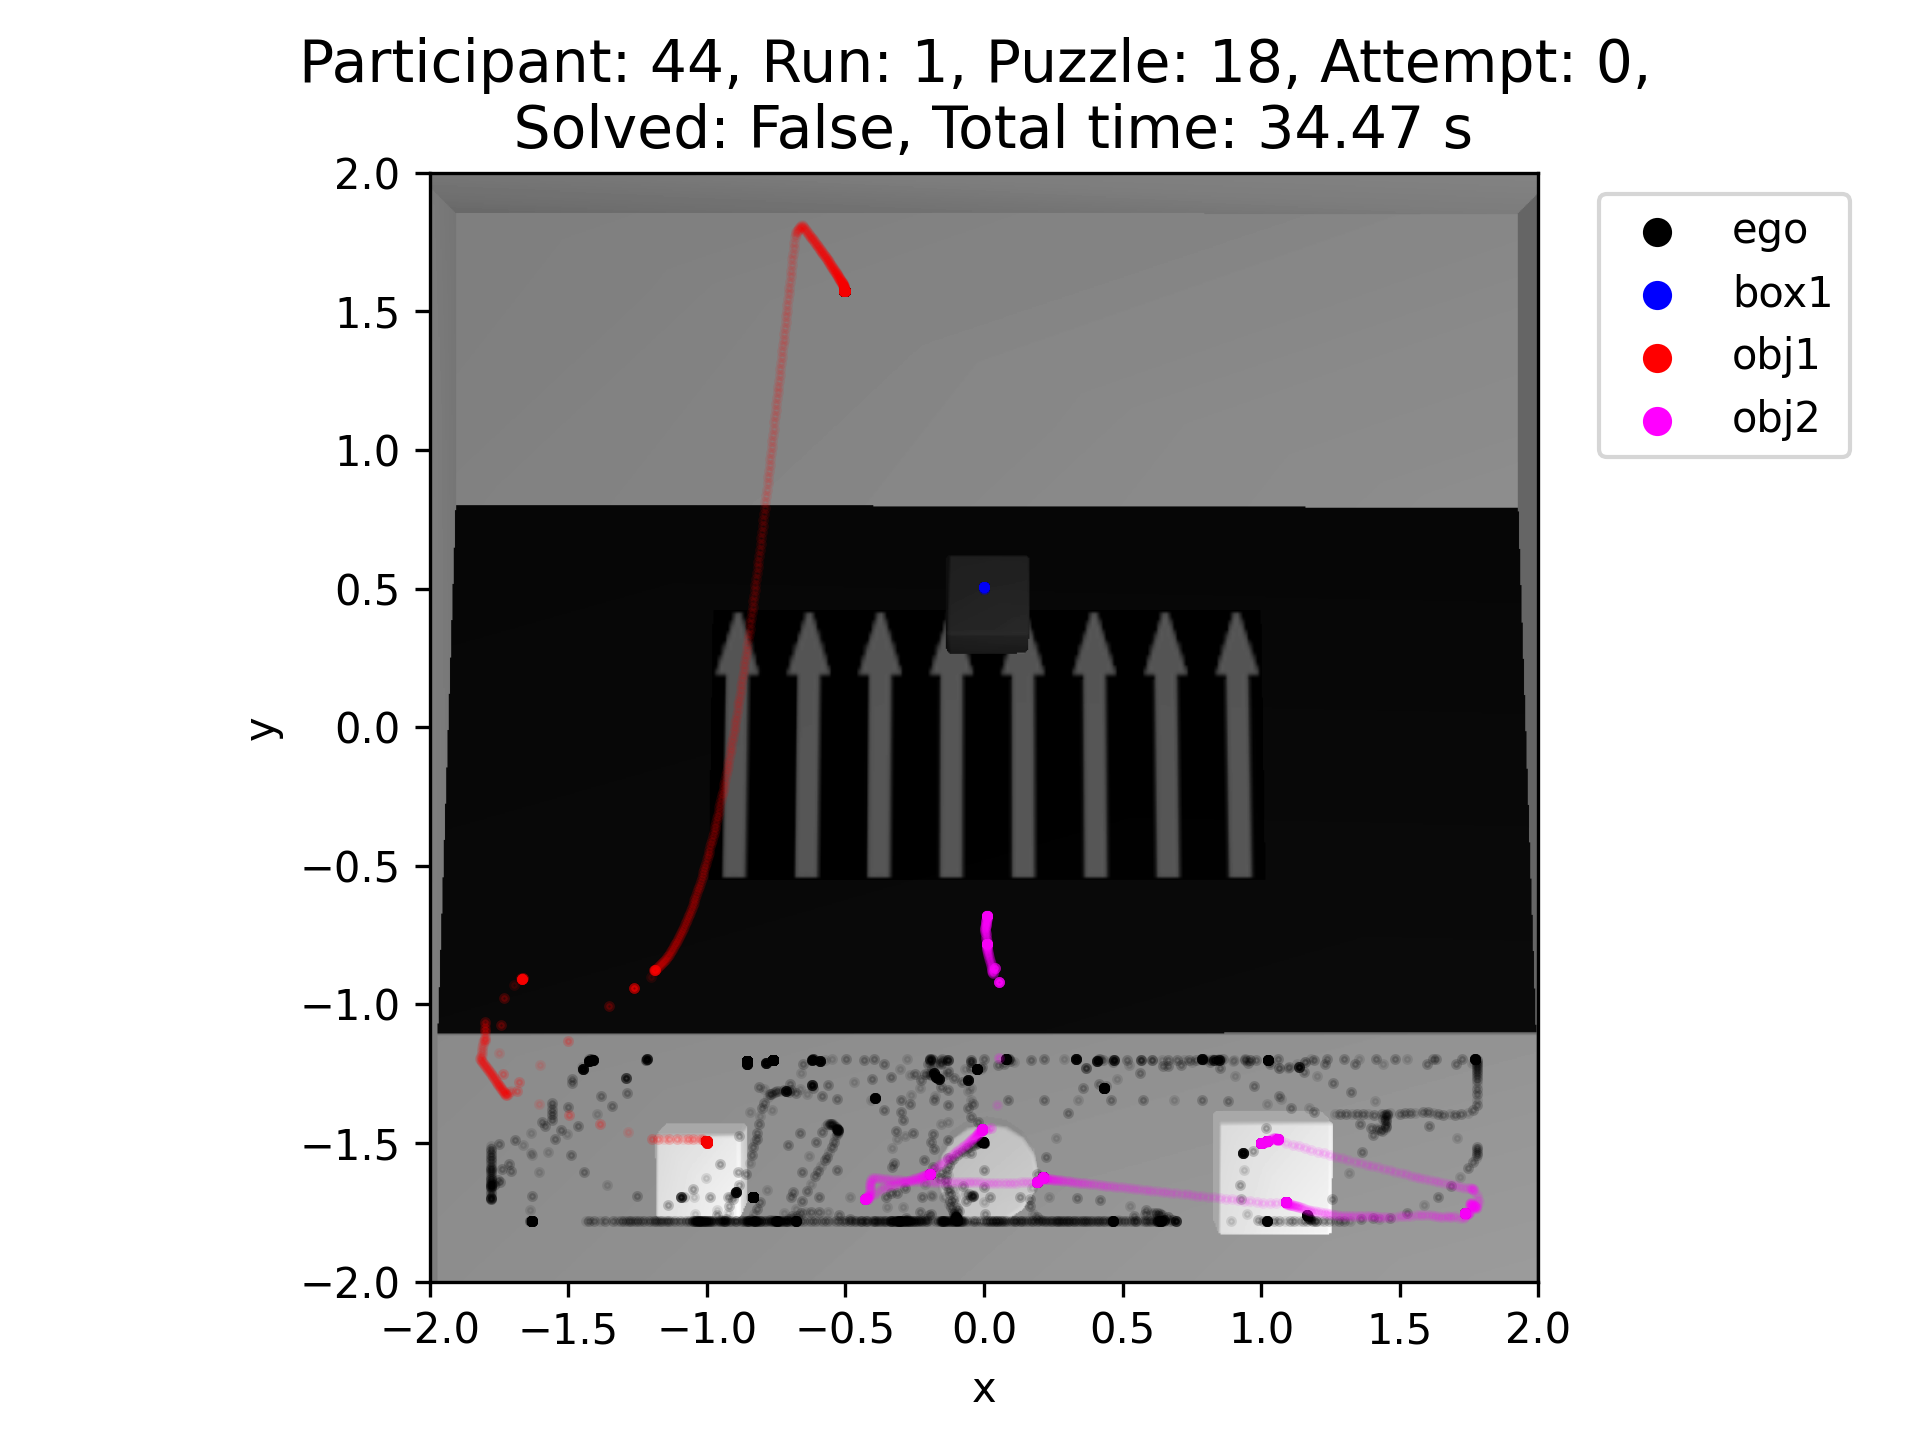 Participant: 44, Run: 1, Puzzle: 18, Attempt: 0,
Solved: False, Total time: 34.47 s
ego
box1
obj1
obj2
2.0
1.5
1.0
0.5
0.0
−0.5
−1.0
−1.5
−2.0
y
−2.0 −1.5 −1.0 −0.5 0.0 0.5 1.0 1.5 2.0
x